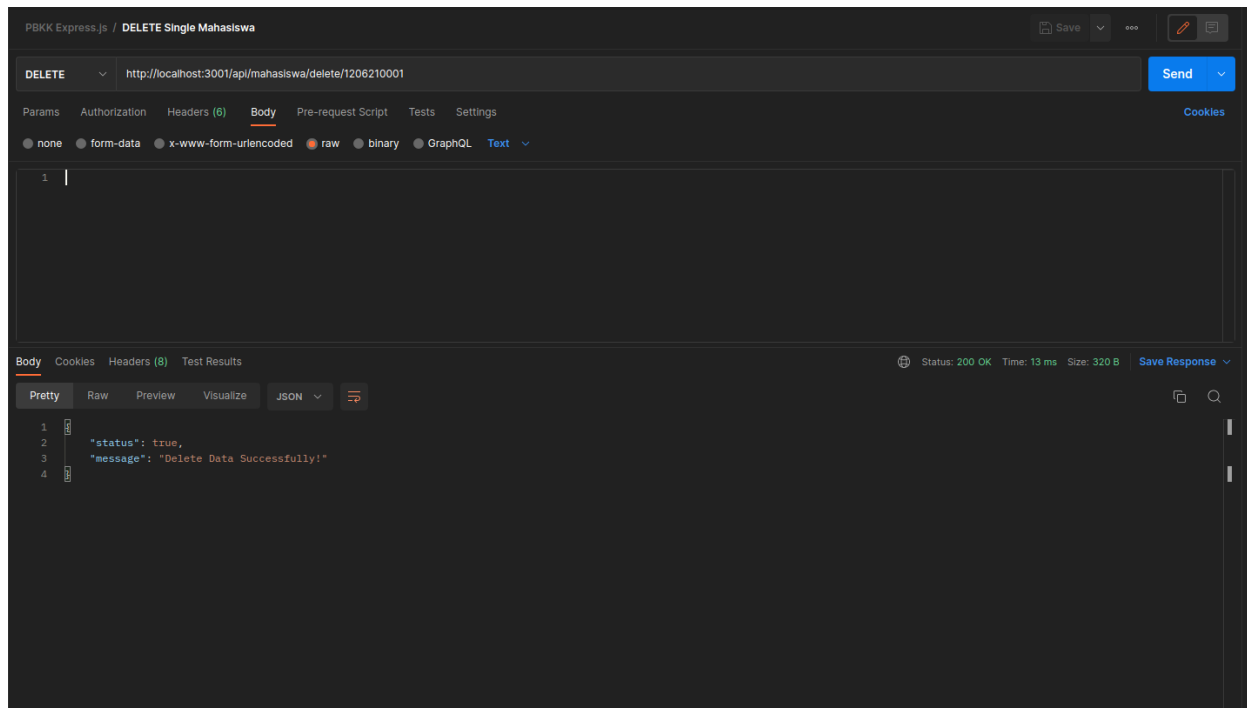 PBKK Express.js / DELETE Single Mahasiswa Save
DELETE http://localhost:3001/api/mahasiswa/delete/1206210001 Send
Params Authorization Headers (6) Body Pre-request Script Tests Settings Cookies
none form-data x-www-form-urlencoded raw binary GraphQL Text
1
Body Cookies Headers (8) Test Results Status: 200 OK Time: 13 ms Size: 320 B Save Response
Pretty Raw Preview Visualize JSON
1 {
2 "status": true,
3 "message": "Delete Data Successfully!"
4 }